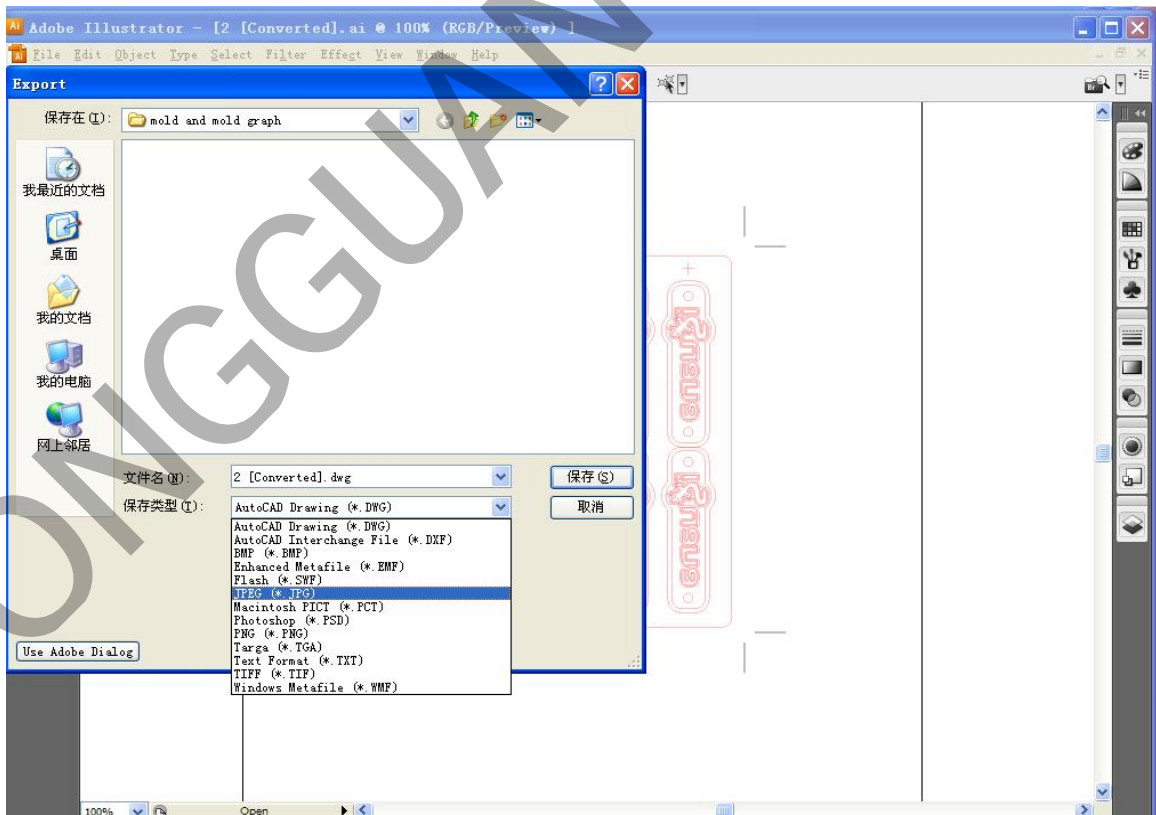 Adobe Illustrator - [2 [Converted].ai @ 100% (RGB/Preview) ]
File Edit Object Type Select Filter Effect View Window Help
Export
保存在(I):
mold and mold graph
我最近的文档
桌面
我的文档
我的电脑
网上邻居
文件名(N):
2 [Converted].dwg
保存(S)
保存类型(T):
AutoCAD Drawing (*.DWG)
取消
AutoCAD Drawing (*.DWG)
AutoCAD Interchange File (*.DXF)
BMP (*.BMP)
Enhanced Metafile (*.EMF)
Flash (*.SWF)
JPEG (*.JPG)
Macintosh PICT (*.PCT)
Photoshop (*.PSD)
PNG (*.PNG)
Targa (*.TGA)
Text Format (*.TXT)
TIFF (*.TIF)
Windows Metafile (*.WMF)
Use Adobe Dialog
100%
Open
ONGGUAN